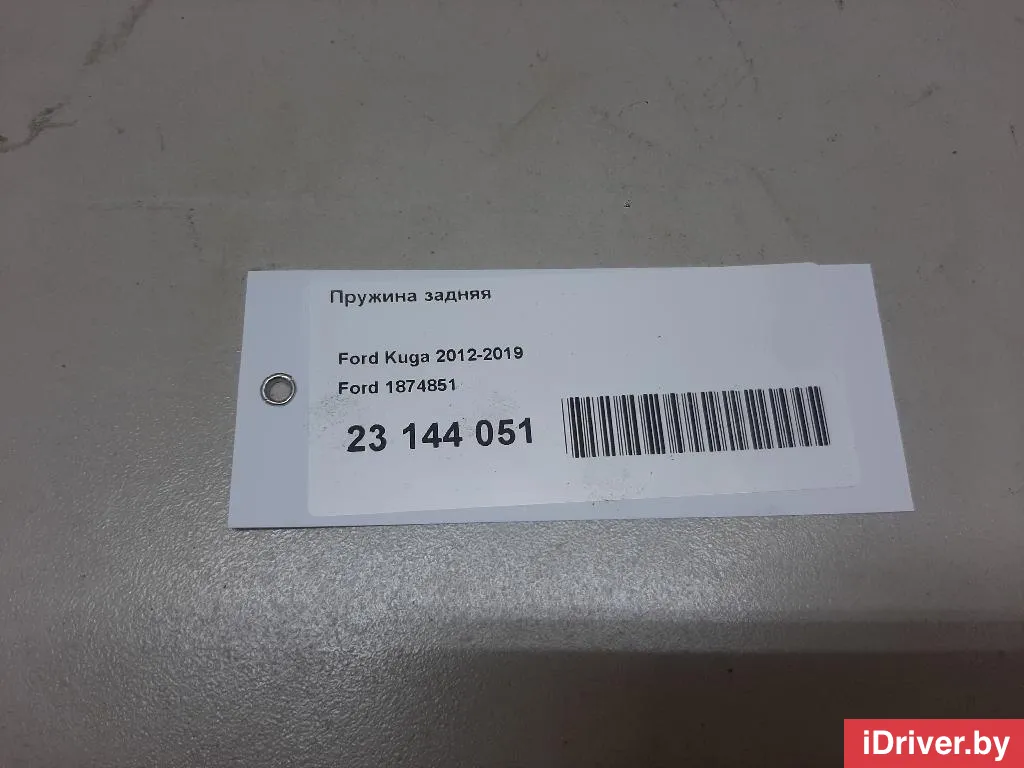 Пружина задняя
Ford Kuga 2012-2019
Ford 1874851
23 144 051
iDriver.by